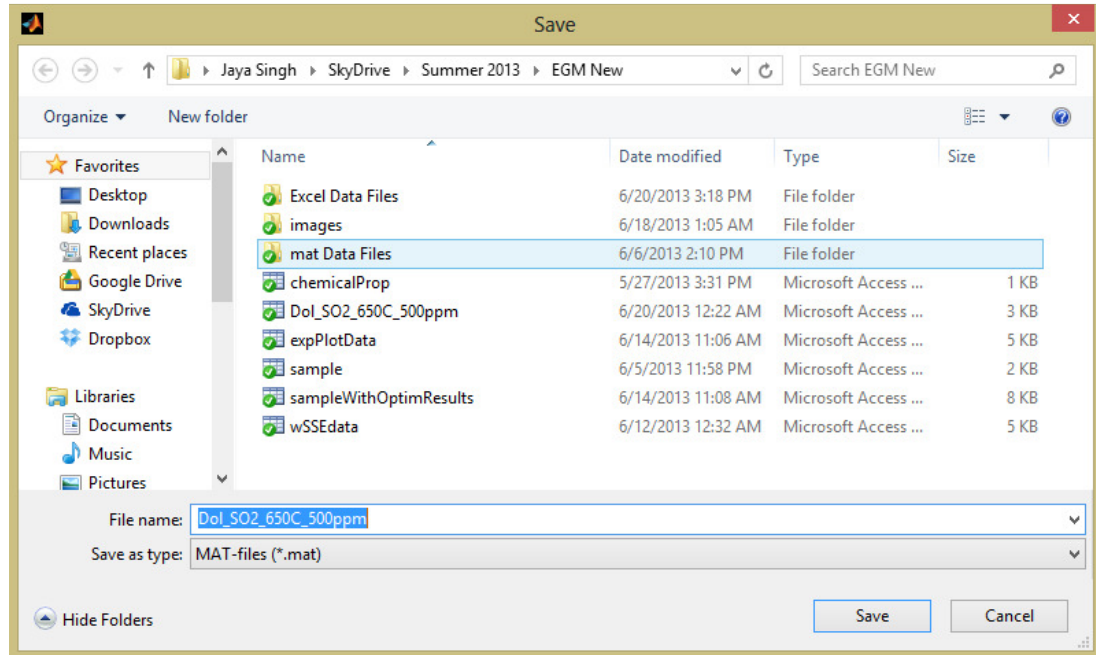 Save
Jaya Singh SkyDrive Summer 2013 EGM New Search EGM New
Organize New folder
Name Date modified Type Size
Favorites
Desktop
Downloads
Recent places
Google Drive
SkyDrive
Dropbox
Libraries
Documents
Music
Pictures
Excel Data Files 6/20/2013 3:18 PM File folder
images 6/18/2013 1:05 AM File folder
mat Data Files 6/6/2013 2:10 PM File folder
chemicalProp 5/27/2013 3:31 PM Microsoft Access ... 1 KB
Dol_SO2_650C_500ppm 6/20/2013 12:22 AM Microsoft Access ... 3 KB
expPlotData 6/14/2013 11:06 AM Microsoft Access ... 5 KB
sample 6/5/2013 11:58 PM Microsoft Access ... 2 KB
sampleWithOptimResults 6/14/2013 11:08 AM Microsoft Access ... 8 KB
wSSEdata 6/12/2013 12:32 AM Microsoft Access ... 5 KB
File name: Dol_SO2_650C_500ppm
Save as type: MAT-files (*.mat)
Hide Folders Save Cancel